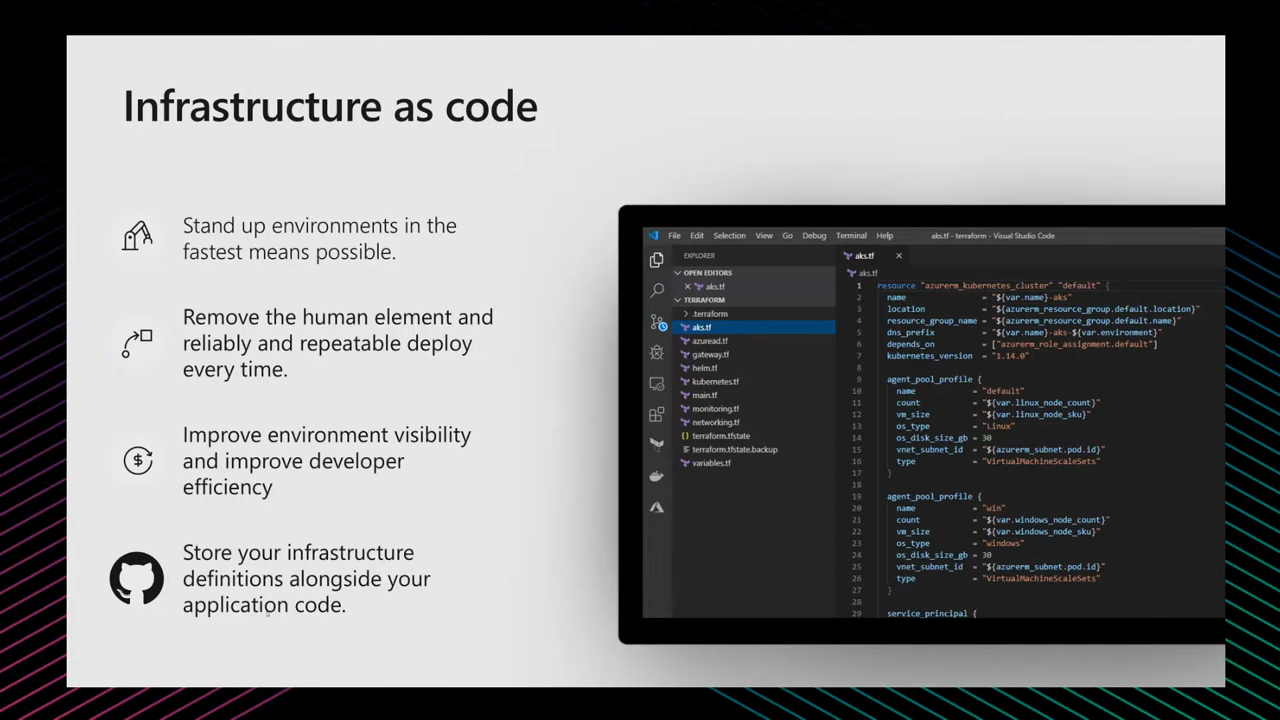 Infrastructure as code
Stand up environments in the
fastest means possible.
Remove the human element and
reliably and repeatable deploy
every time.
$
Improve environment visibility
and improve developer
efficiency
Store your infrastructure
definitions alongside your
application code.
File Edit Selection View Go Debug Terminal Help aks.tf - terraform - Visual Studio Code
EXPLORER
OPEN EDITORS
aks.tf
TERRAFORM
.terraform
aks.tf
azuread.tf
gateway.tf
helm.tf
kubernetes.tf
main.tf
monitoring.tf
networking.tf
terraform.tfstate
terraform.tfstate.backup
variables.tf
aks.tf
aks.tf
1 resource "azurerm_kubernetes_cluster" "default" {
2 name = "${var.name}-aks"
3 location = "${azurerm_resource_group.default.location}"
4 resource_group_name = "${azurerm_resource_group.default.name}"
5 dns_prefix = "${var.name}-aks-${var.environment}"
6 depends_on = ["azurerm_role_assignment.default"]
7 kubernetes_version = "1.14.0"
8
9 agent_pool_profile {
10 name = "default"
11 count = "${var.linux_node_count}"
12 vm_size = "${var.linux_node_sku}"
13 os_type = "Linux"
14 os_disk_size_gb = 30
15 vnet_subnet_id = "${azurerm_subnet.pod.id}"
16 type = "VirtualMachineScaleSets"
17 }
18
19 agent_pool_profile {
20 name = "win"
21 count = "${var.windows_node_count}"
22 vm_size = "${var.windows_node_sku}"
23 os_type = "windows"
24 os_disk_size_gb = 30
25 vnet_subnet_id = "${azurerm_subnet.pod.id}"
26 type = "VirtualMachineScaleSets"
27 }
28
29 service_principal {